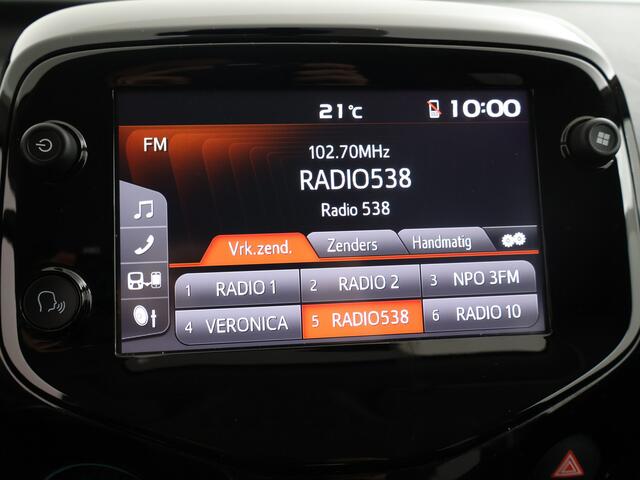 21°C 10:00
FM
102.70MHz
RADIO538
Radio 538
Vrk.zend. Zenders Handmatig
1 RADIO 1 2 RADIO 2 3 NPO 3FM
4 VERONICA 5 RADIO538 6 RADIO 10